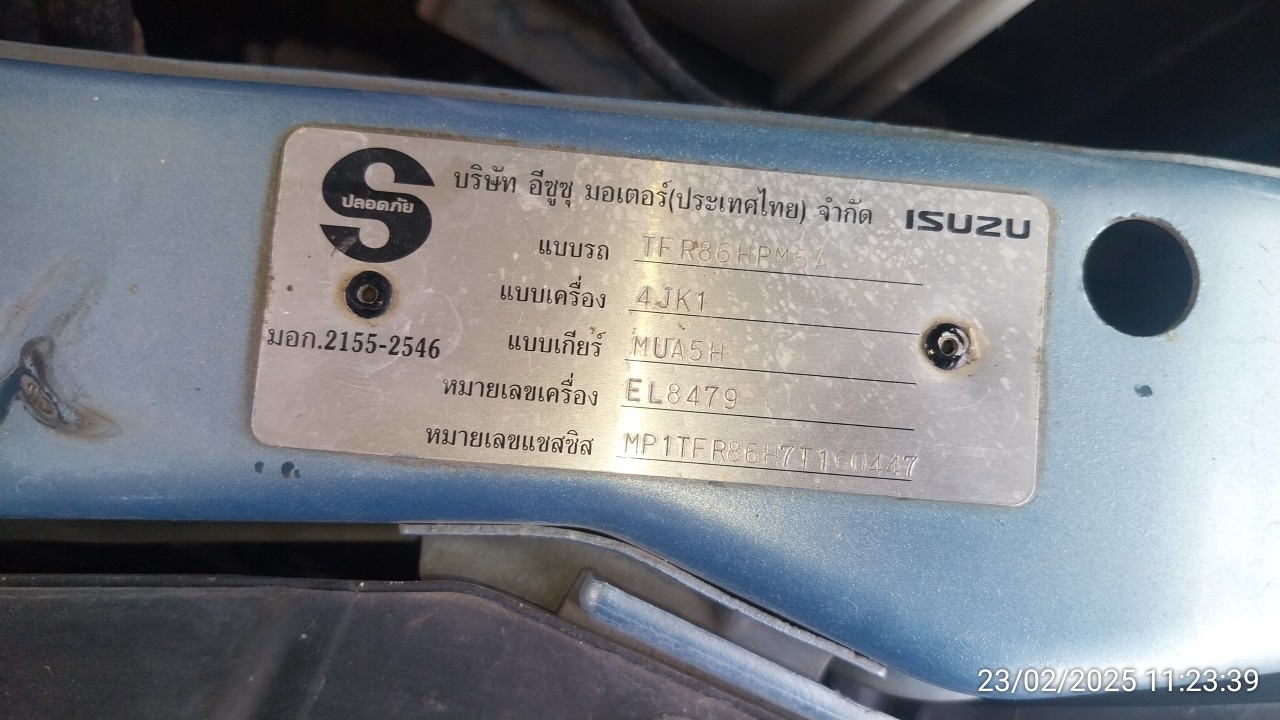 บริษัท อีซูซุ มอเตอร์(ประเทศไทย) จำกัด ISUZU
ปลอดภัย
แบบรถ TFR86HPM5A
แบบเครื่อง 4JK1
มอก.2155-2546
แบบเกียร์ MUA5H
หมายเลขเครื่อง EL8479
หมายเลขแชสซิส MP1TFR86H7T160447
23/02/2025 11:23:39